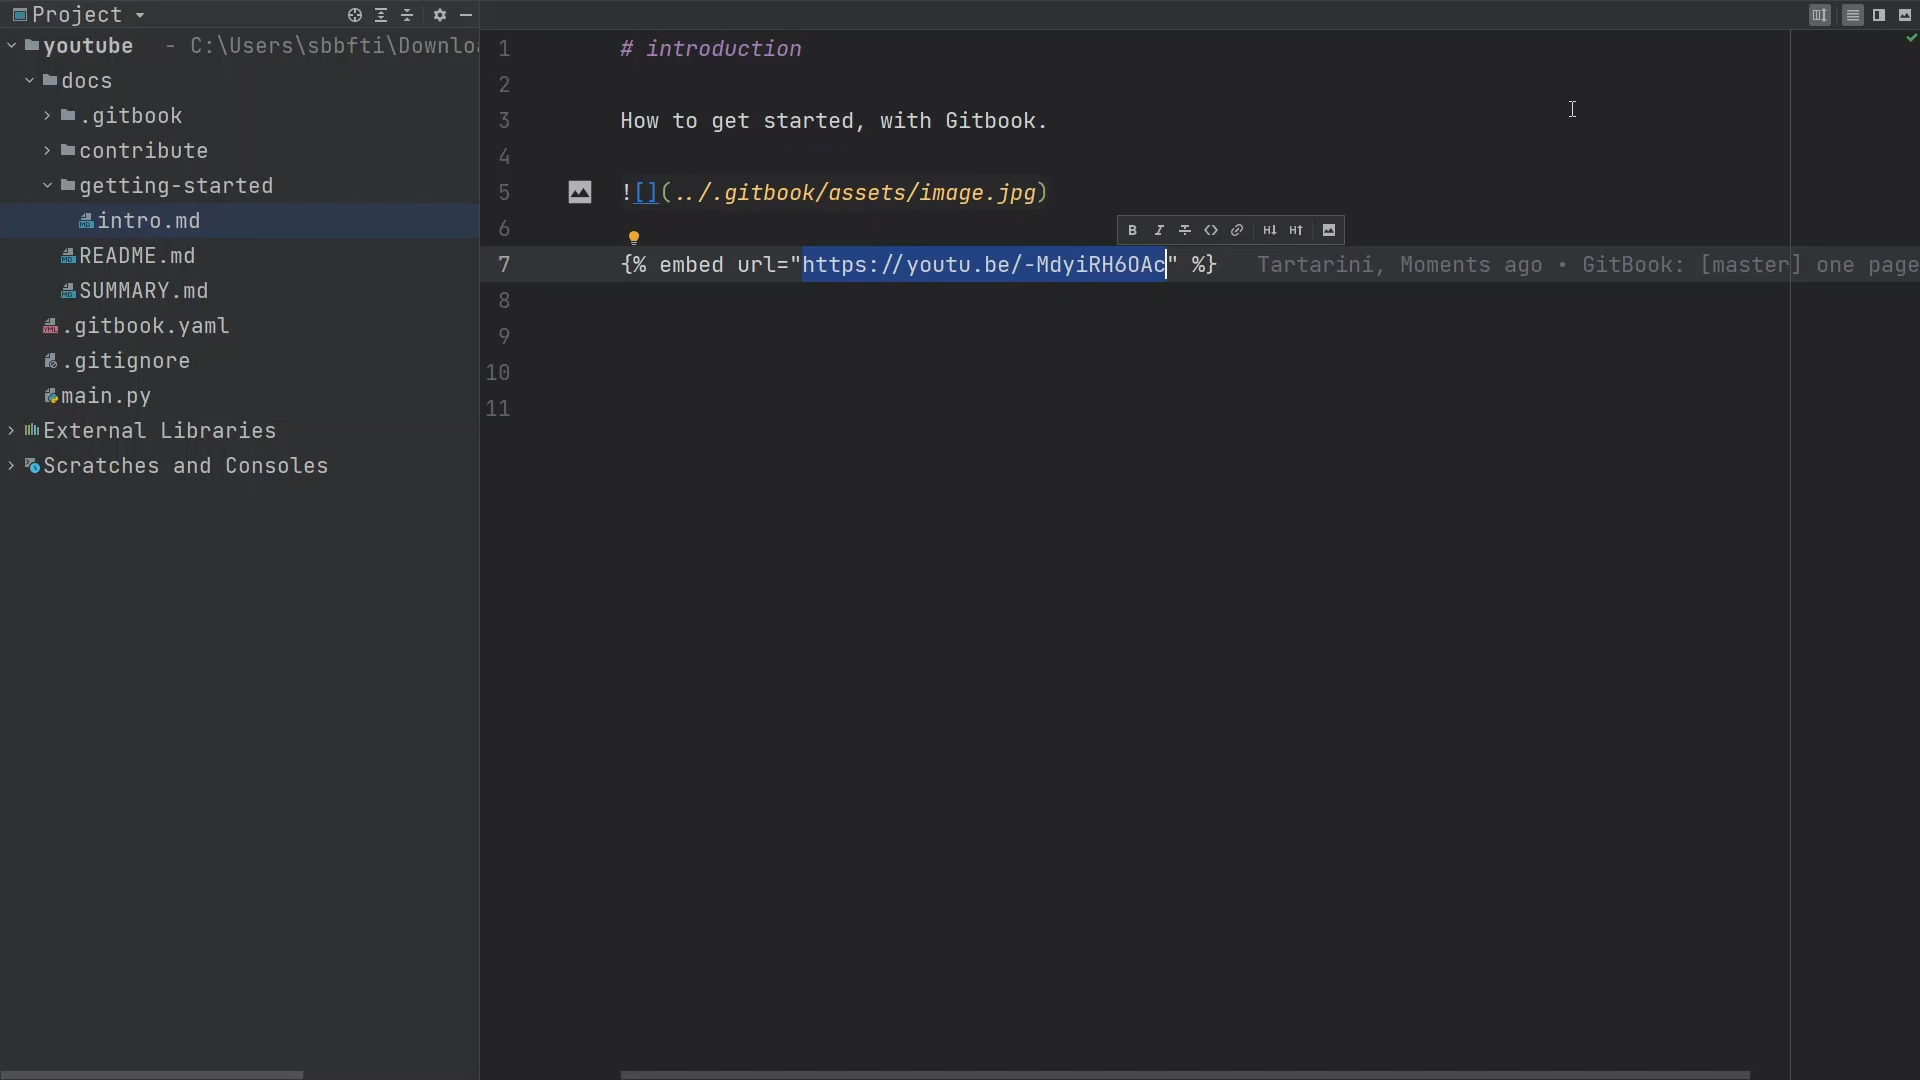 Project
youtube - C:\Users\sbbfti\Downlo
docs
.gitbook
contribute
getting-started
intro.md
README.md
SUMMARY.md
.gitbook.yaml
.gitignore
main.py
External Libraries
Scratches and Consoles
1 # introduction
2
3 How to get started, with Gitbook.
4
5 ![](../.gitbook/assets/image.jpg)
6
B I S <> H↓ H↑
7 {% embed url="https://youtu.be/-MdyiRH6OAc" %} Tartarini, Moments ago • GitBook: [master] one page
8
9
10
11